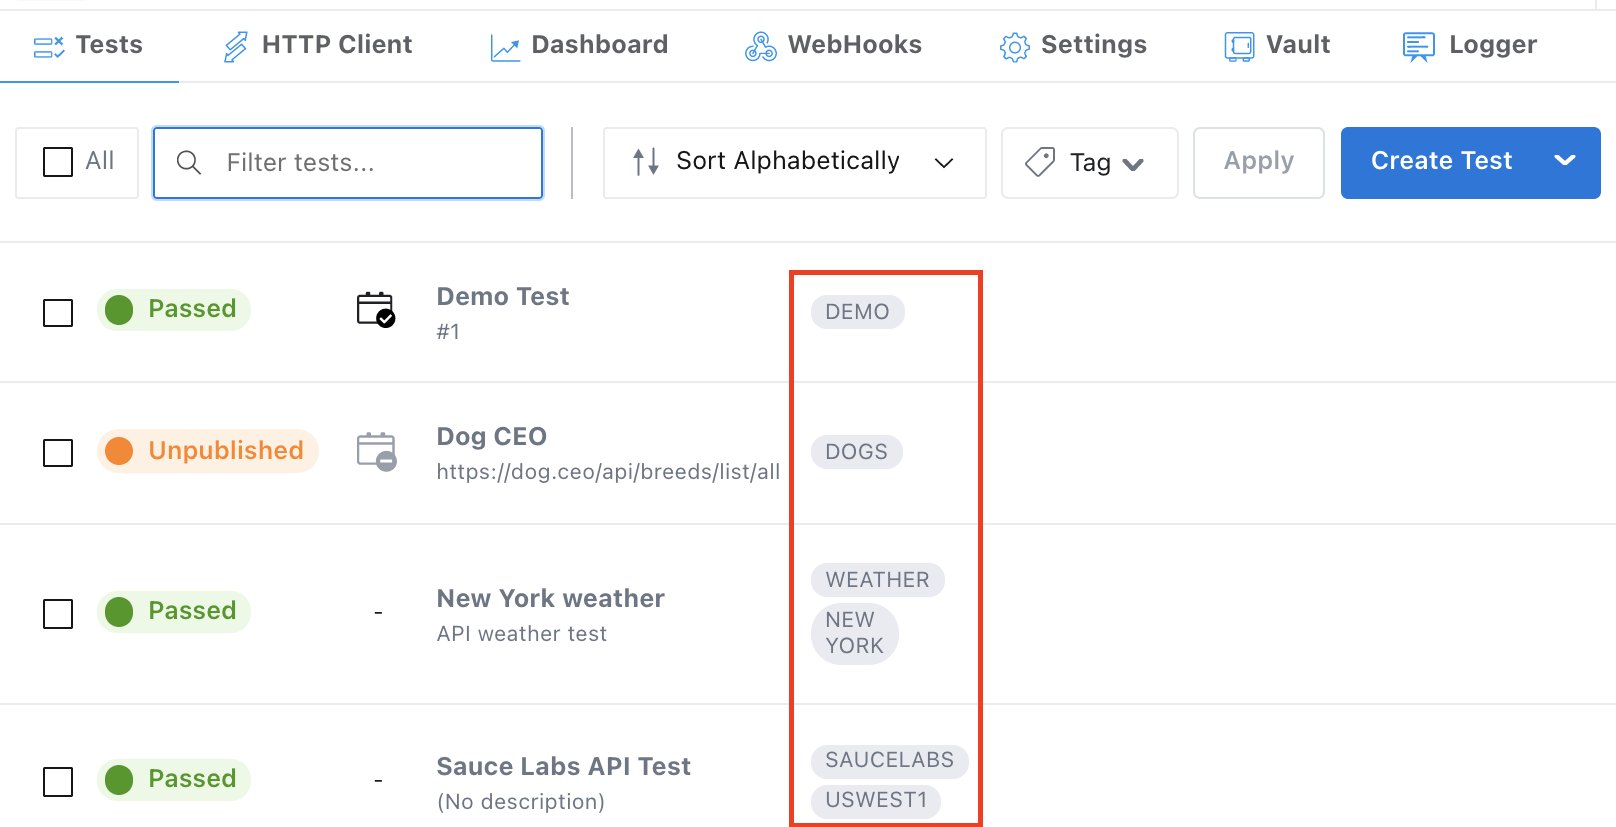 Tests
HTTP Client
Dashboard
WebHooks
Settings
Vault
Logger
All
Filter tests...
Sort Alphabetically
Tag
Apply
Create Test
Passed
Demo Test
#1
DEMO
Unpublished
Dog CEO
https://dog.ceo/api/breeds/list/all
DOGS
Passed
-
New York weather
API weather test
WEATHER
NEW
YORK
Passed
-
Sauce Labs API Test
(No description)
SAUCELABS
USWEST1